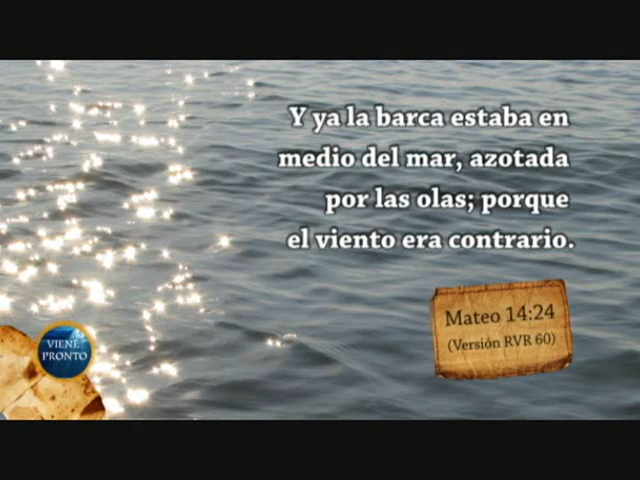 Y ya la barca estaba en
medio del mar, azotada
por las olas; porque
el viento era contrario.
Mateo 14:24
(Versión RVR 60)
VIENE
PRONTO